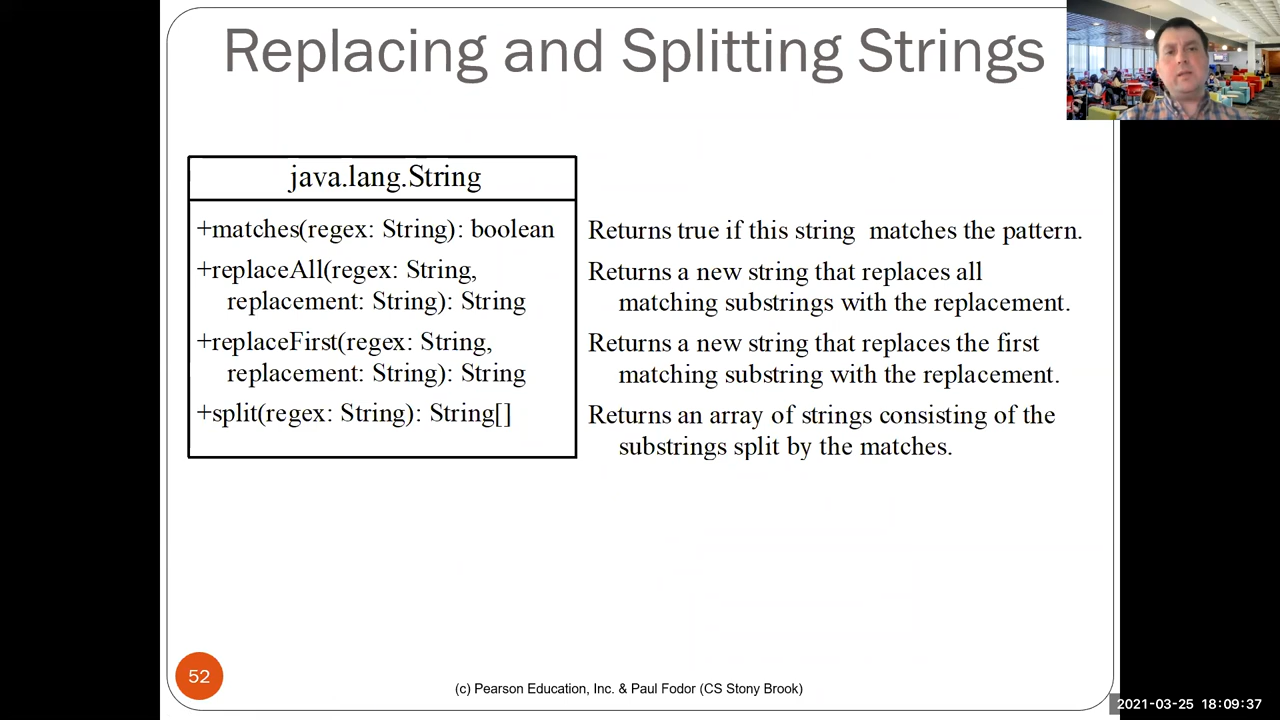 Replacing and Splitting Strings
java.lang.String
+matches(regex: String): boolean
Returns true if this string  matches the pattern.
+replaceAll(regex: String,
replacement: String): String
Returns a new string that replaces all
matching substrings with the replacement.
+replaceFirst(regex: String,
replacement: String): String
Returns a new string that replaces the first
matching substring with the replacement.
+split(regex: String): String[]
Returns an array of strings consisting of the
substrings split by the matches.
52
(c) Pearson Education, Inc. & Paul Fodor (CS Stony Brook)
2021-03-25 18:09:37